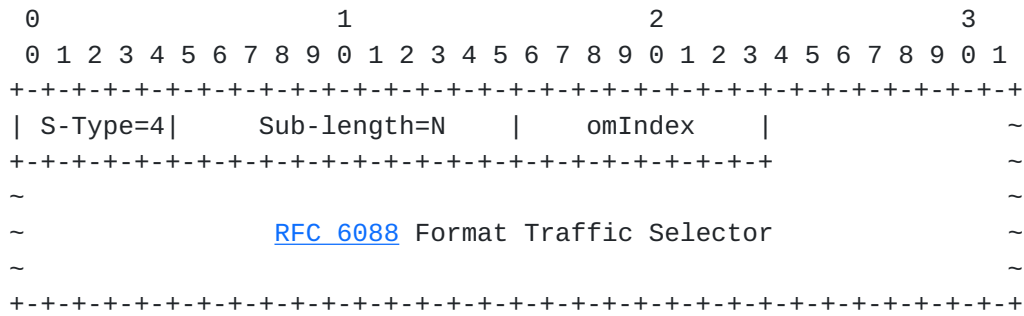 0                   1                   2                   3
 0 1 2 3 4 5 6 7 8 9 0 1 2 3 4 5 6 7 8 9 0 1 2 3 4 5 6 7 8 9 0 1
+-+-+-+-+-+-+-+-+-+-+-+-+-+-+-+-+-+-+-+-+-+-+-+-+-+-+-+-+-+-+-+-+
| S-Type=4|     Sub-length=N    |    omIndex    |               ~
+-+-+-+-+-+-+-+-+-+-+-+-+-+-+-+-+-+-+-+-+-+-+-+-+               ~
~                                                               ~
~                RFC 6088 Format Traffic Selector               ~
~                                                               ~
+-+-+-+-+-+-+-+-+-+-+-+-+-+-+-+-+-+-+-+-+-+-+-+-+-+-+-+-+-+-+-+-+